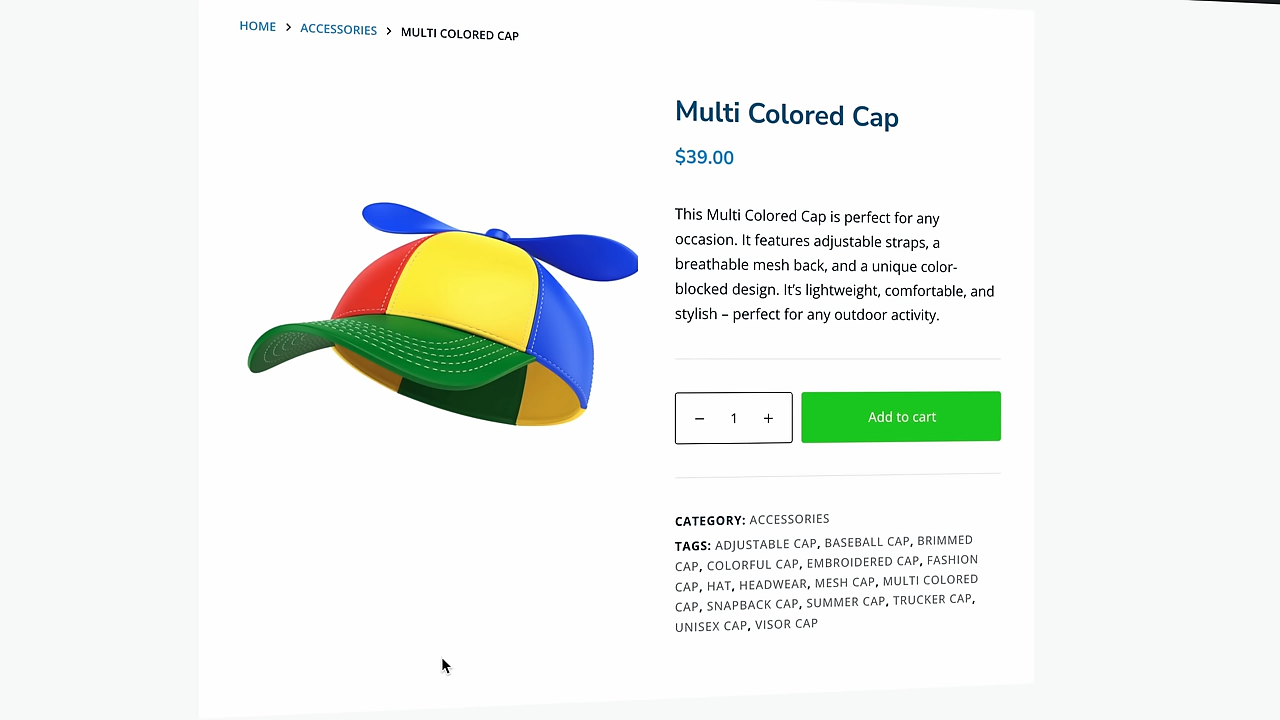 HOME > ACCESSORIES > MULTI COLORED CAP
Multi Colored Cap
$39.00
This Multi Colored Cap is perfect for any
occasion. It features adjustable straps, a
breathable mesh back, and a unique color-
blocked design. It's lightweight, comfortable, and
stylish – perfect for any outdoor activity.
− 1 + Add to cart
CATEGORY: ACCESSORIES
TAGS: ADJUSTABLE CAP, BASEBALL CAP, BRIMMED
CAP, COLORFUL CAP, EMBROIDERED CAP, FASHION
CAP, HAT, HEADWEAR, MESH CAP, MULTI COLORED
CAP, SNAPBACK CAP, SUMMER CAP, TRUCKER CAP,
UNISEX CAP, VISOR CAP